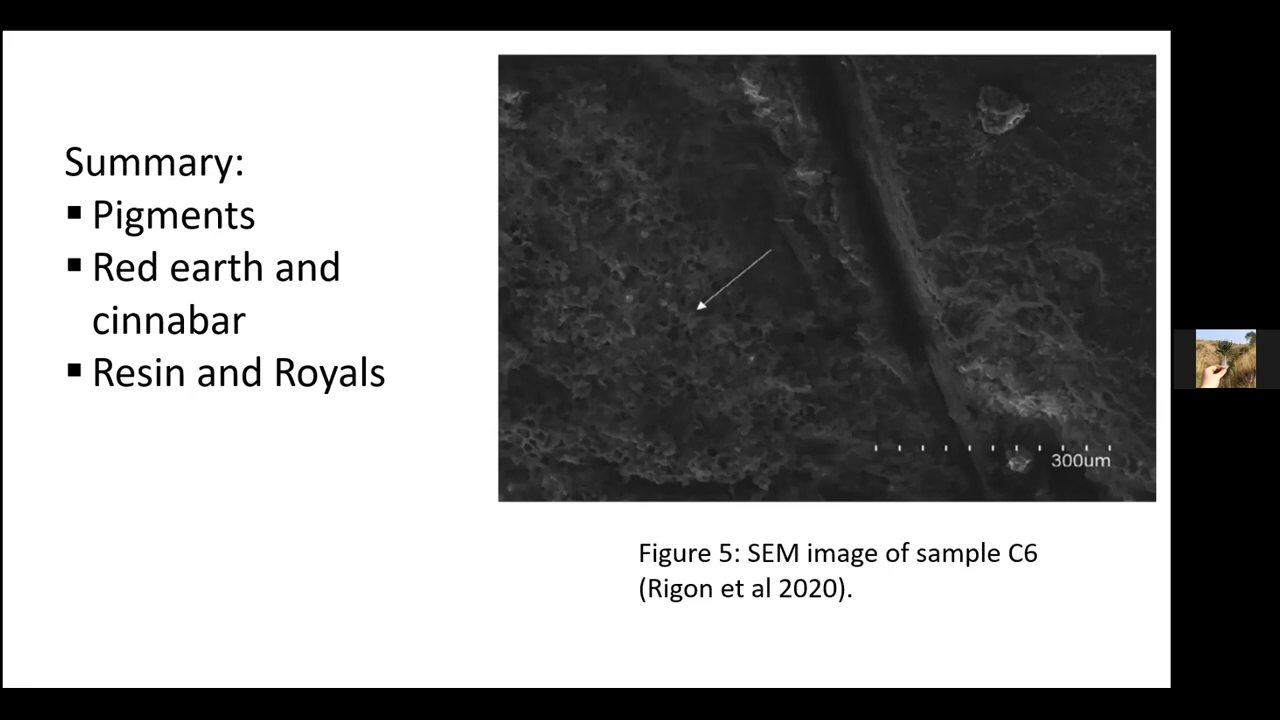 Summary:
▪ Pigments
▪ Red earth and
cinnabar
▪ Resin and Royals
300um
Figure 5: SEM image of sample C6
(Rigon et al 2020).